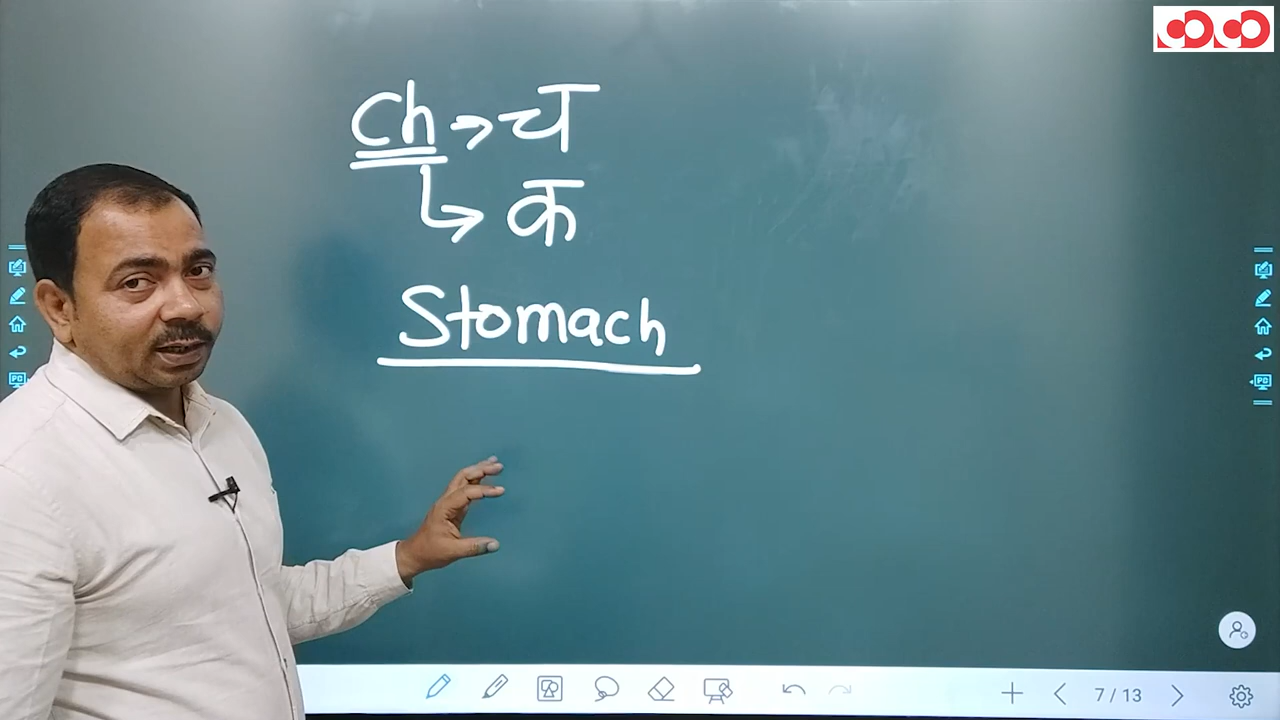 Ch → च
↳ क
Stomach
7 / 13